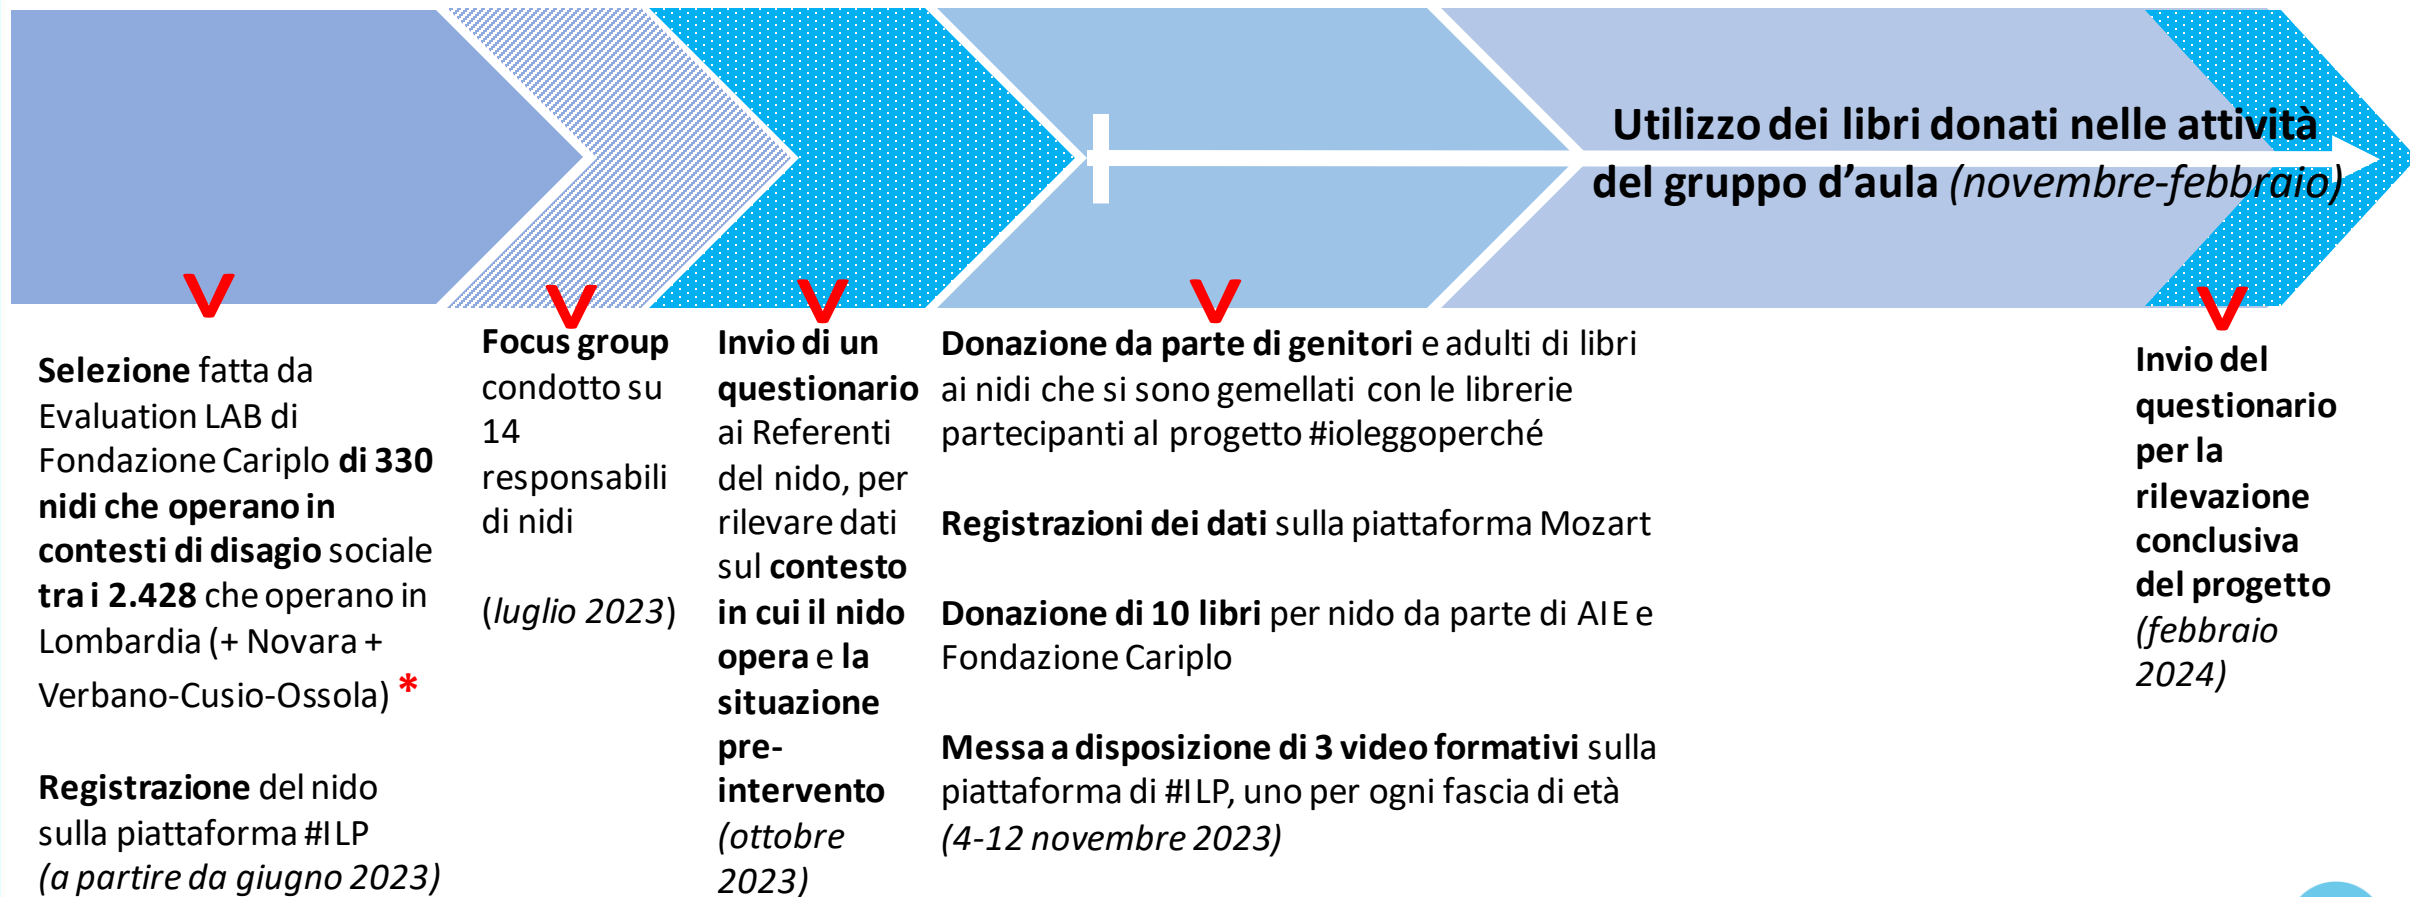 Utilizzo dei libri donati nelle attività
del gruppo d’aula (novembre-febbraio)
Selezione fatta da
Evaluation LAB di
Fondazione Cariplo di 330
nidi che operano in
contesti di disagio sociale
tra i 2.428 che operano in
Lombardia (+ Novara +
Verbano-Cusio-Ossola) *
Registrazione del nido
sulla piattaforma #ILP
(a partire da giugno 2023)
Focus group
condotto su
14
responsabili
di nidi
(luglio 2023)
Invio di un
questionario
ai Referenti
del nido, per
rilevare dati
sul contesto
in cui il nido
opera e la
situazione
pre-
intervento
(ottobre
2023)
Donazione da parte di genitori e adulti di libri
ai nidi che si sono gemellati con le librerie
partecipanti al progetto #ioleggoperché
Registrazioni dei dati sulla piattaforma Mozart
Donazione di 10 libri per nido da parte di AIE e
Fondazione Cariplo
Messa a disposizione di 3 video formativi sulla
piattaforma di #ILP, uno per ogni fascia di età
(4-12 novembre 2023)
Invio del
questionario
per la
rilevazione
conclusiva
del progetto
(febbraio
2024)